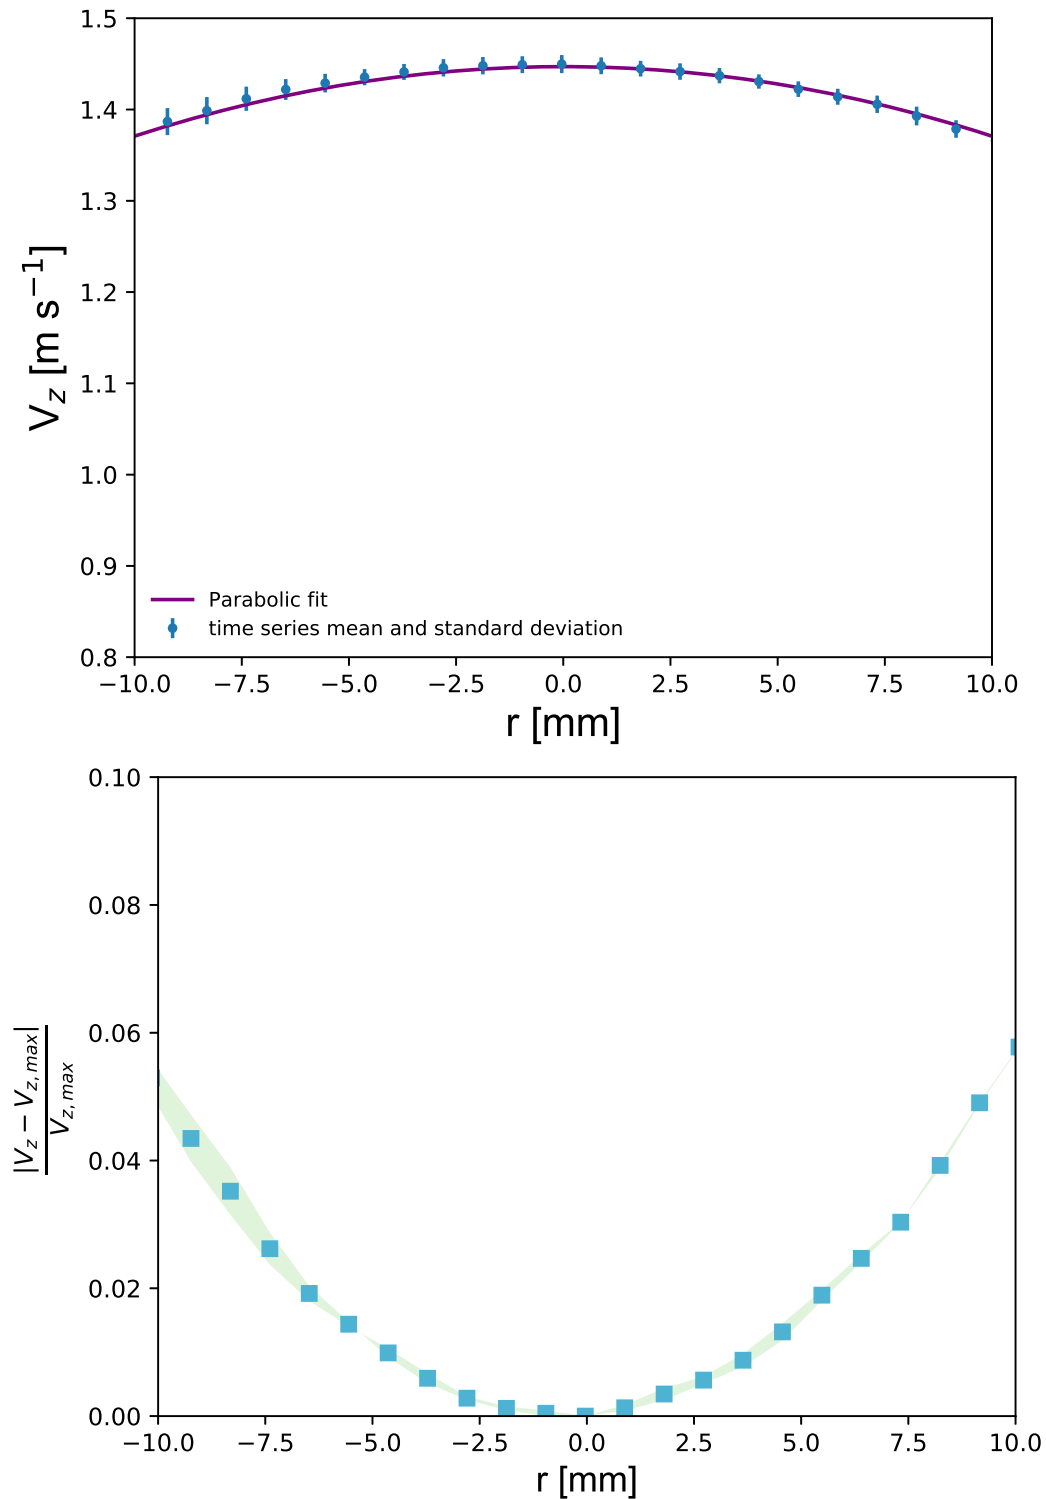 1.5
1.4
1.3
1.2
1.1
1.0
0.9
0.8
V_z [m s^−1]
Parabolic fit
time series mean and standard deviation
−10.0 −7.5 −5.0 −2.5 0.0 2.5 5.0 7.5 10.0
r [mm]
0.10
0.08
0.06
0.04
0.02
0.00
|V_z − V_z,max|
V_z,max
−10.0 −7.5 −5.0 −2.5 0.0 2.5 5.0 7.5 10.0
r [mm]